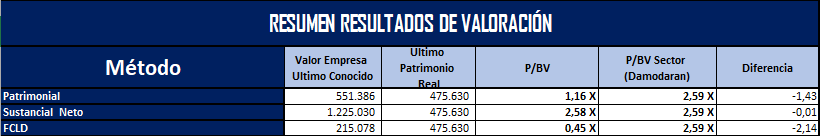 RESUMEN RESULTADOS DE VALORACIÓN
Método Valor Empresa Ultimo Conocido Ultimo Patrimonio Real P/BV P/BV Sector (Damodaran) Diferencia
Patrimonial 551.386 475.630 1,16 X 2,59 X -1,43
Sustancial Neto 1.225.030 475.630 2,58 X 2,59 X -0,01
FCLD 215.078 475.630 0,45 X 2,59 X -2,14